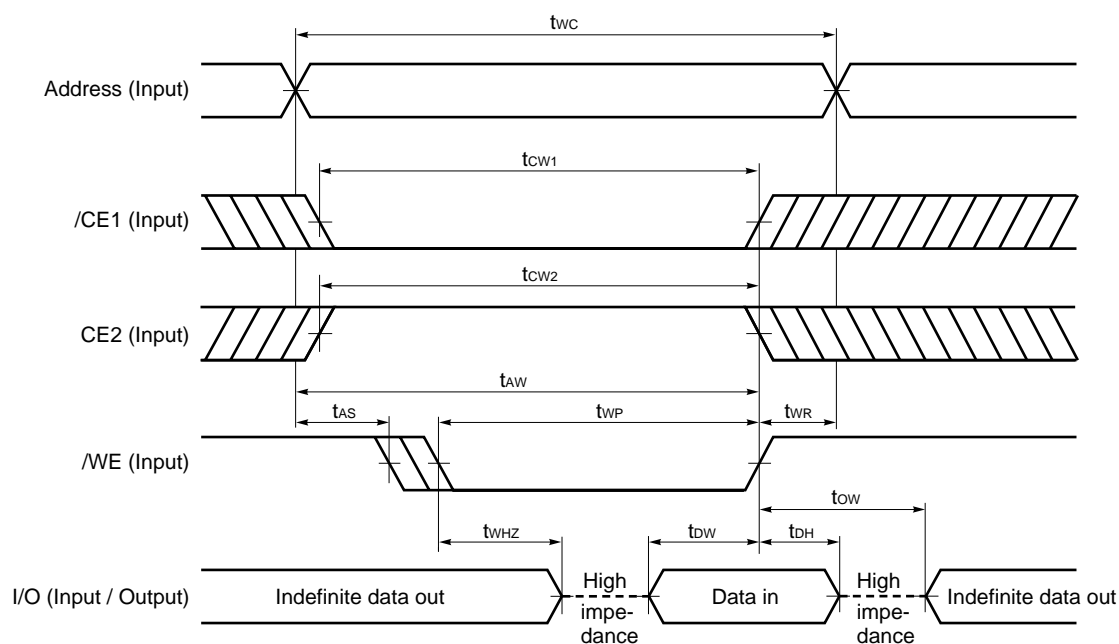 tWC
Address (Input)
tCW1
/CE1 (Input)
tCW2
CE2 (Input)
tAW
tAS
tWP
tWR
/WE (Input)
tOW
tWHZ
tDW
tDH
I/O (Input / Output)
Indefinite data out
High
impe-
dance
Data in
High
impe-
dance
Indefinite data out